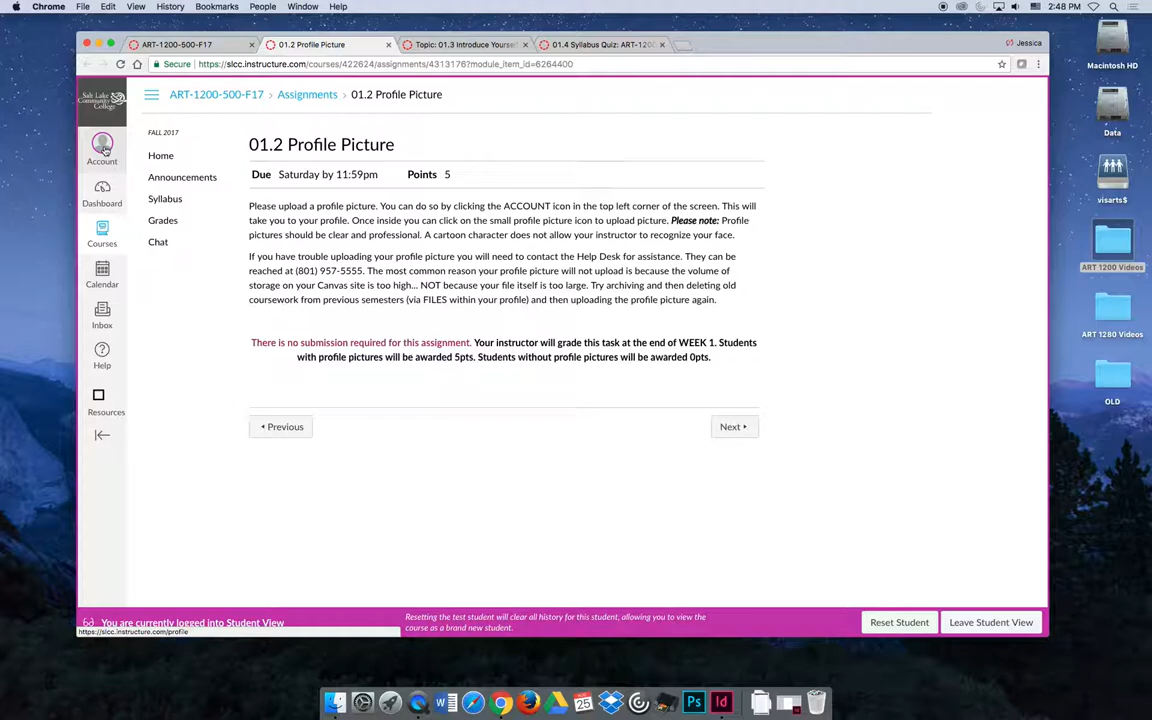 Chrome File Edit View History Bookmarks People Window Help 2:48 PM
ART-1200-500-F17 01.2 Profile Picture Topic: 01.3 Introduce Yourself 01.4 Syllabus Quiz: ART-120 Jessica
Secure https://slcc.instructure.com/courses/422624/assignments/4313176?module_item_id=6264400
Salt Lake
Community
College
ART-1200-500-F17 › Assignments › 01.2 Profile Picture
Account
Dashboard
Courses
Calendar
Inbox
Help
Resources
FALL 2017
Home
Announcements
Syllabus
Grades
Chat
01.2 Profile Picture
Due Saturday by 11:59pm Points 5
Please upload a profile picture. You can do so by clicking the ACCOUNT icon in the top left corner of the screen. This will
take you to your profile. Once inside you can click on the small profile picture icon to upload picture. Please note: Profile
pictures should be clear and professional. A cartoon character does not allow your instructor to recognize your face.
If you have trouble uploading your profile picture you will need to contact the Help Desk for assistance. They can be
reached at (801) 957-5555. The most common reason your profile picture will not upload is because the volume of
storage on your Canvas site is too high... NOT because your file itself is too large. Try archiving and then deleting old
coursework from previous semesters (via FILES within your profile) and then uploading the profile picture again.
There is no submission required for this assignment. Your instructor will grade this task at the end of WEEK 1. Students
with profile pictures will be awarded 5pts. Students without profile pictures will be awarded 0pts.
Previous Next
You are currently logged into Student View
Resetting the test student will clear all history for this student, allowing you to view the
course as a brand new student.
Reset Student Leave Student View
https://slcc.instructure.com/profile
Macintosh HD
Data
visarts$
ART 1200 Videos
ART 1280 Videos
OLD
W
25
Ps
Id